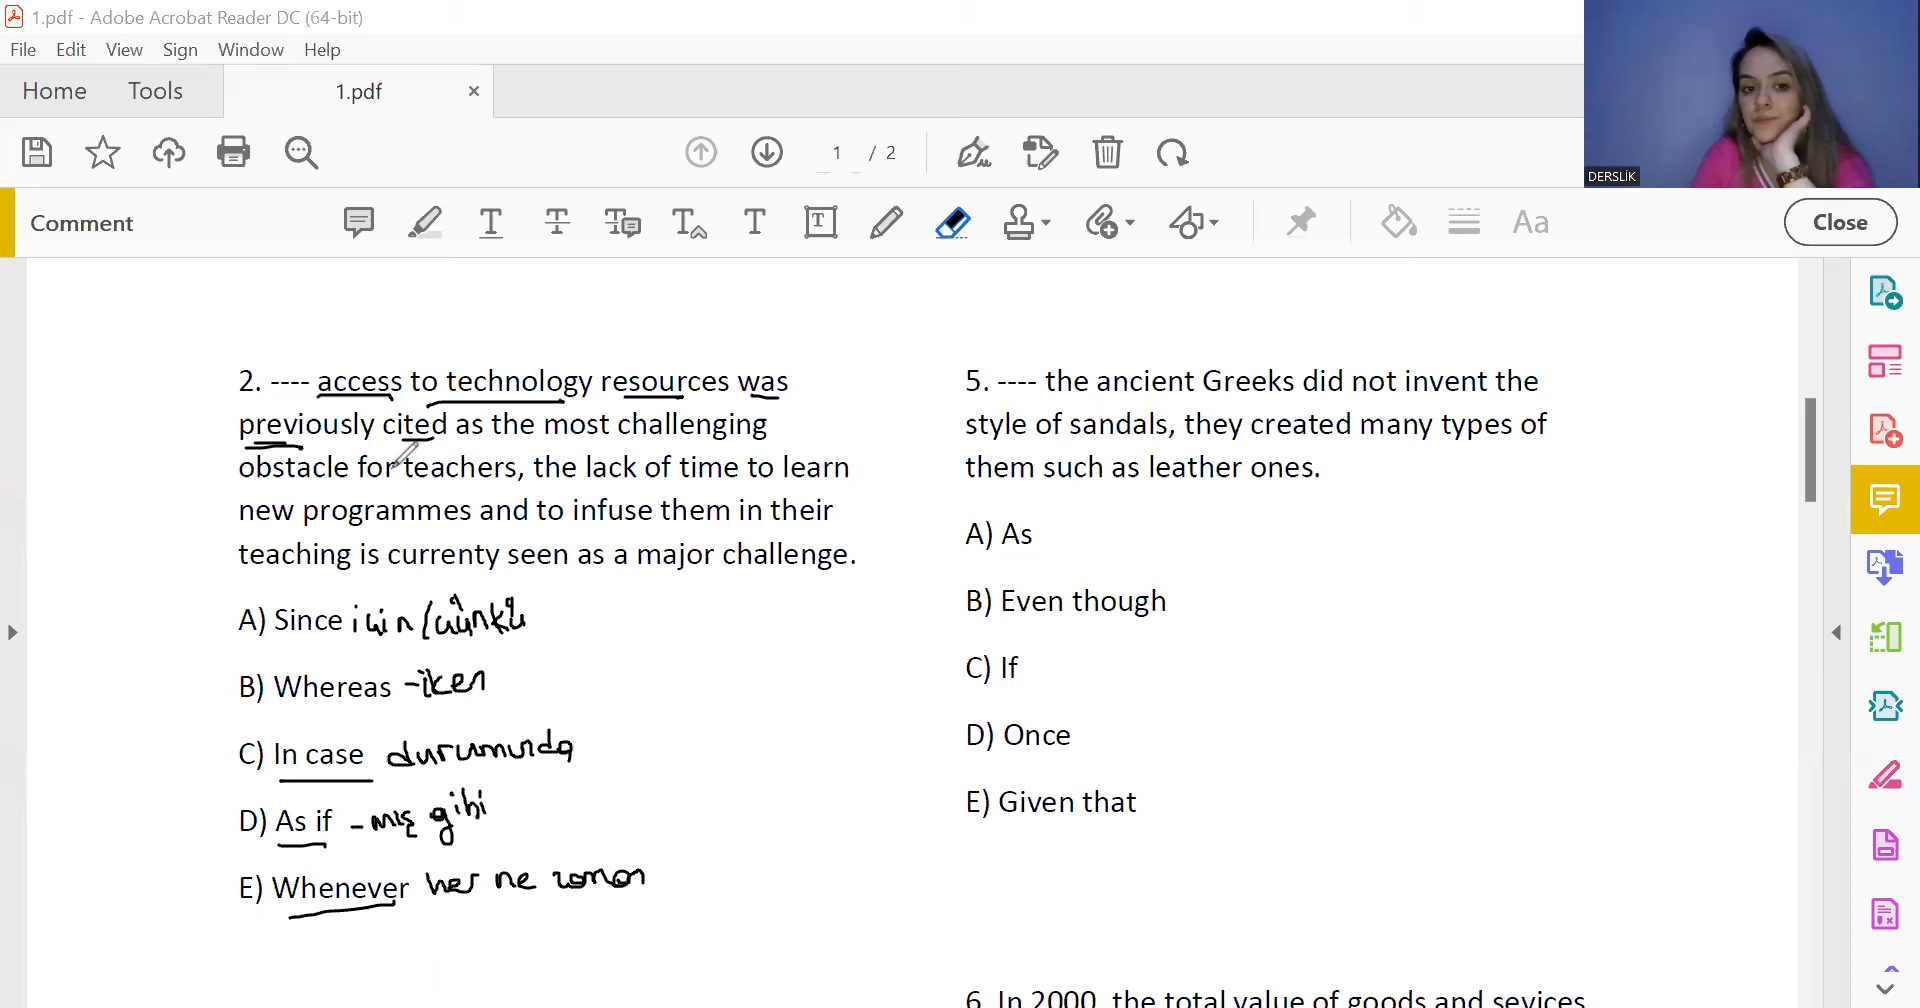 1.pdf - Adobe Acrobat Reader DC (64-bit)
File Edit View Sign Window Help
Home Tools 1.pdf ×
1 / 2
DERSLİK
Comment
Aa
Close
2. ---- access to technology resources was
previously cited as the most challenging
obstacle for teachers, the lack of time to learn
new programmes and to infuse them in their
teaching is currenty seen as a major challenge.
A) Since için / çünkü
B) Whereas -iken
C) In case durumunda
D) As if -mış gibi
E) Whenever her ne zaman
5. ---- the ancient Greeks did not invent the
style of sandals, they created many types of
them such as leather ones.
A) As
B) Even though
C) If
D) Once
E) Given that
6. In 2000, the total value of goods and sevices